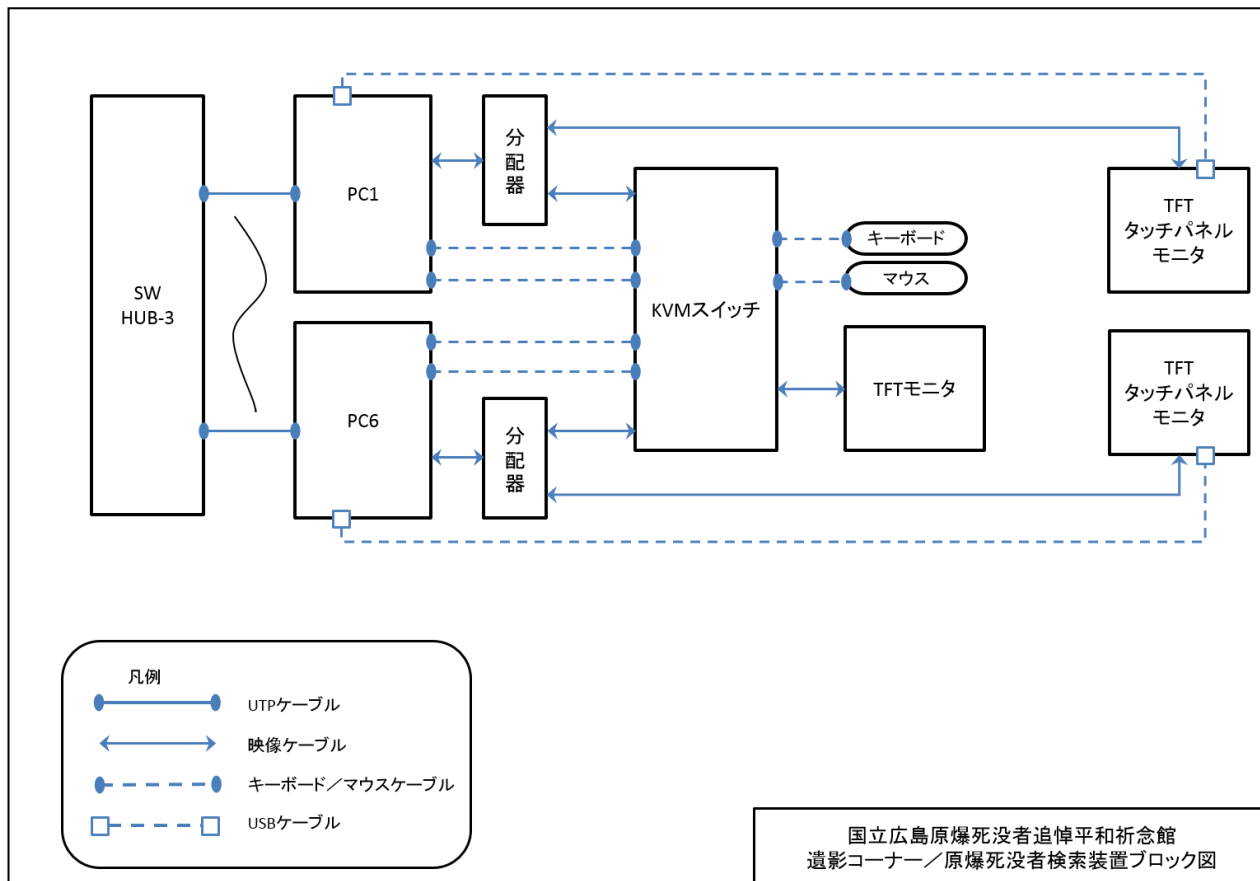 分
配
器
PC1
SW
HUB-3
KVMスイッチ
キーボード
マウス
TFT
タッチパネル
モニタ
PC6
分
配
器
TFTモニタ
TFT
タッチパネル
モニタ
凡例
UTPケーブル
映像ケーブル
キーボード／マウスケーブル
USBケーブル
国立広島原爆死没者追悼平和祈念館
遺影コーナー／原爆死没者検索装置ブロック図